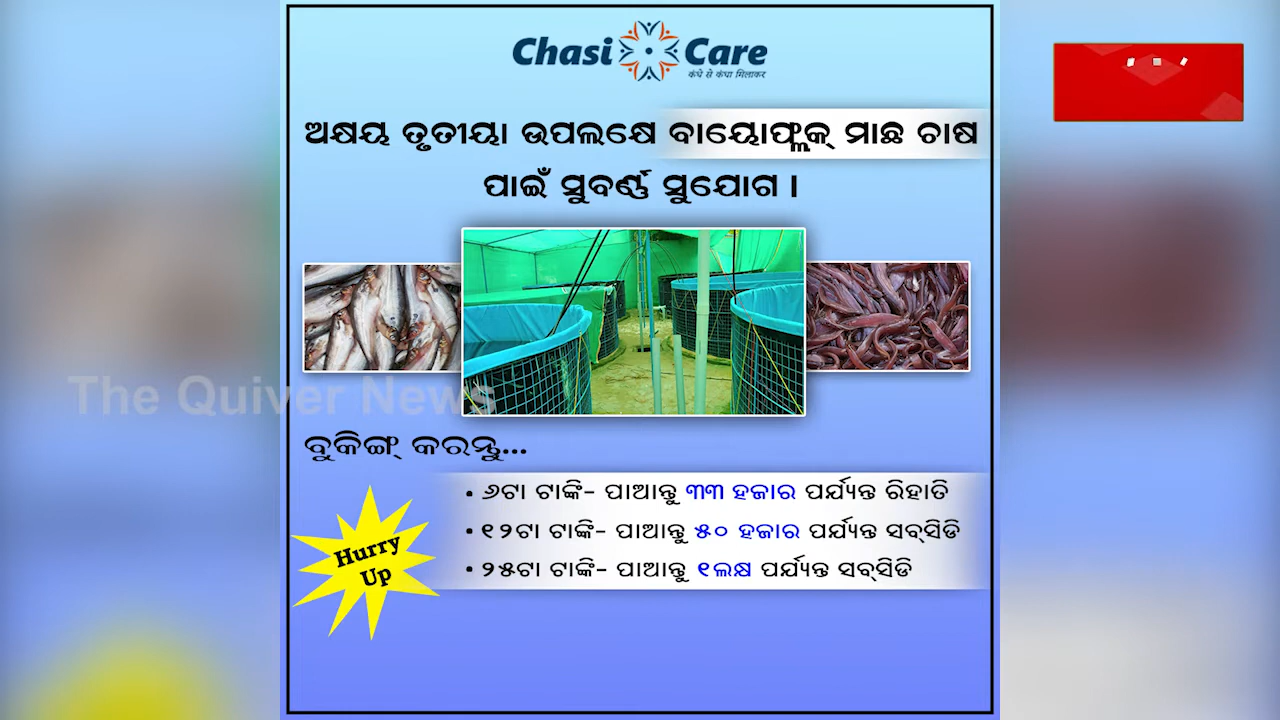 Chasi Care
कंधे से कंधा मिलाकर
ଅକ୍ଷୟ ତୃତୀୟା ଉପଲକ୍ଷେ ବାୟୋଫ୍ଲକ୍ ମାଛ ଚାଷ
ପାଇଁ ସୁବର୍ଣ୍ଣ ସୁଯୋଗ ।
The Quiver News
ବୁକିଙ୍ଗ୍ କରନ୍ତୁ...
• ୬ଟା ଟାଙ୍କି- ପାଆନ୍ତୁ ୩୩ ହଜାର ପର୍ଯ୍ୟନ୍ତ ରିହାତି
• ୧୨ଟା ଟାଙ୍କି- ପାଆନ୍ତୁ ୫୦ ହଜାର ପର୍ଯ୍ୟନ୍ତ ସବ୍‌ସିଡି
• ୨୫ଟା ଟାଙ୍କି- ପାଆନ୍ତୁ ୧ଲକ୍ଷ ପର୍ଯ୍ୟନ୍ତ ସବ୍‌ସିଡି
Hurry
Up